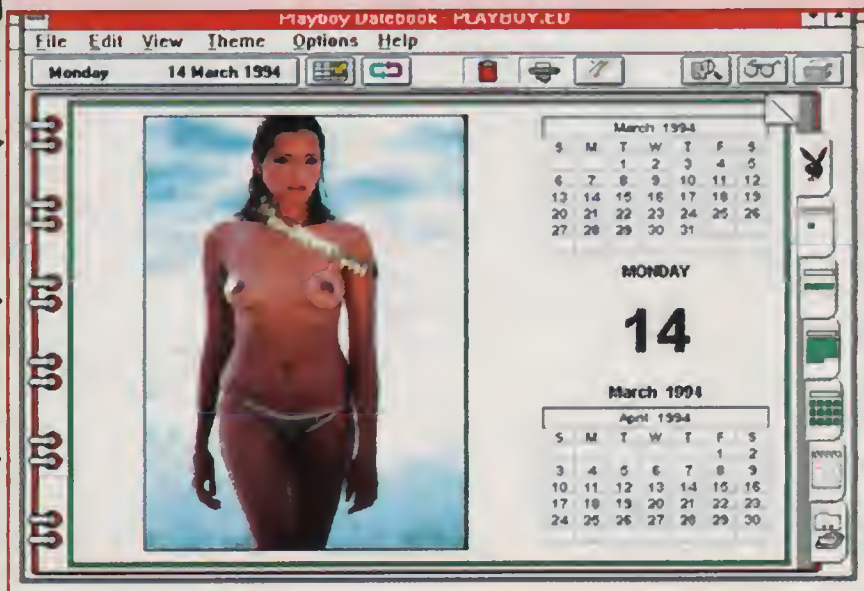 Playboy Datebook - PLAYBOY.EU
File Edit View Theme Options Help
Monday 14 March 1994
March 1994
S M T W T F S
1 2 3 4 5
6 7 8 9 10 11 12
13 14 15 16 17 18 19
20 21 22 23 24 25 26
27 28 29 30 31
MONDAY
14
March 1994
April 1994
S M T W T F S
1 2
3 4 5 6 7 8 9
10 11 12 13 14 15 16
17 18 19 20 21 22 23
24 25 26 27 28 29 30